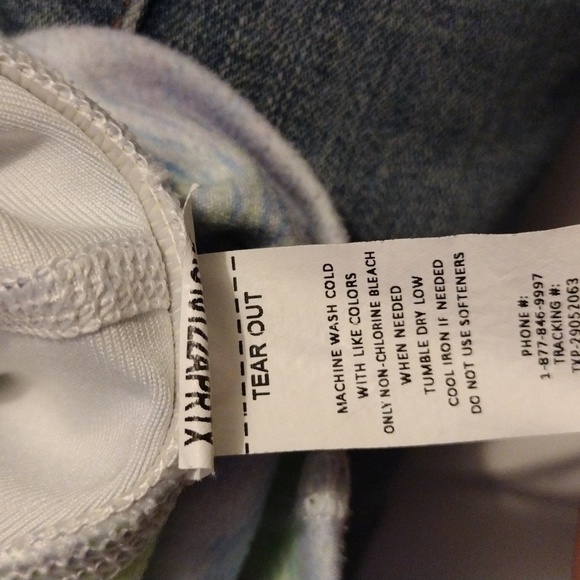 TEAR OUT
MACHINE WASH COLD
WITH LIKE COLORS
ONLY NON-CHLORINE BLEACH
WHEN NEEDED
TUMBLE DRY LOW
COOL IRON IF NEEDED
DO NOT USE SOFTENERS
PHONE #:
1-877-846-9997
TRACKING #:
TXP-29052063